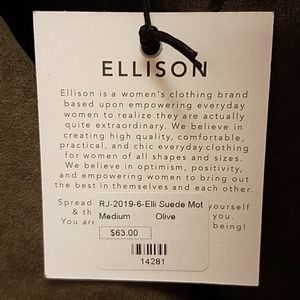 ELLISON
Ellison is a women's clothing brand
based upon empowering everyday
women to realize they are actually
quite extraordinary. We believe in
creating high quality, comfortable,
practical, and chic everyday clothing
for women of all shapes and sizes.
We believe in optimism, positivity,
and empowering women to bring out
the best in themselves and each other.
Spread yourself
& th you.
You are being!
RJ-2019-6-Elli Suede Mot
Medium Olive
$63.00
14281